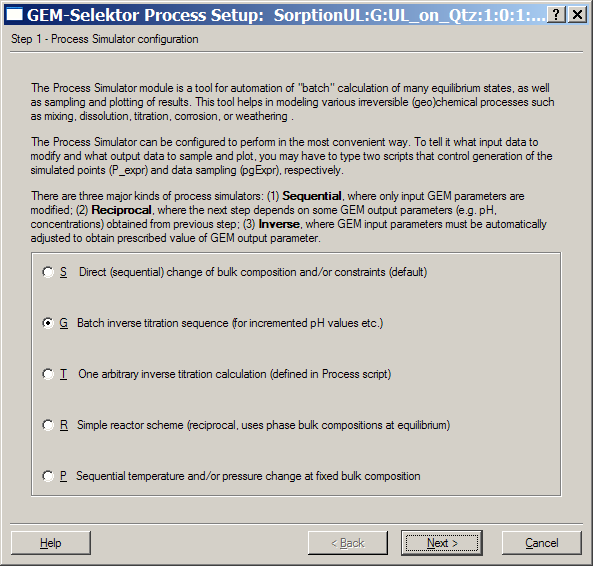 GEM-Selektor Process Setup:  SorptionUL:G:UL_on_Qtz:1:0:1:...
Step 1 - Process Simulator configuration
The Process Simulator module is a tool for automation of "batch" calculation of many equilibrium states, as well
as sampling and plotting of results. This tool helps in modeling various irreversible (geo)chemical processes such
as mixing, dissolution, titration, corrosion, or weathering .
The Process Simulator can be configured to perform in the most convenient way. To tell it what input data to
modify and what output data to sample and plot, you may have to type two scripts that control generation of the
simulated points (P_expr) and data sampling (pgExpr), respectively.
There are three major kinds of process simulators: (1) Sequential, where only input GEM parameters are
modified; (2) Reciprocal, where the next step depends on some GEM output parameters (e.g. pH,
concentrations) obtained from previous step; (3) Inverse, where GEM input parameters must be automatically
adjusted to obtain prescribed value of GEM output parameter.
S Direct (sequential) change of bulk composition and/or constraints (default)
G Batch inverse titration sequence (for incremented pH values etc.)
T One arbitrary inverse titration calculation (defined in Process script)
R Simple reactor scheme (reciprocal, uses phase bulk compositions at equilibrium)
P Sequential temperature and/or pressure change at fixed bulk composition
Help < Back Next > Cancel